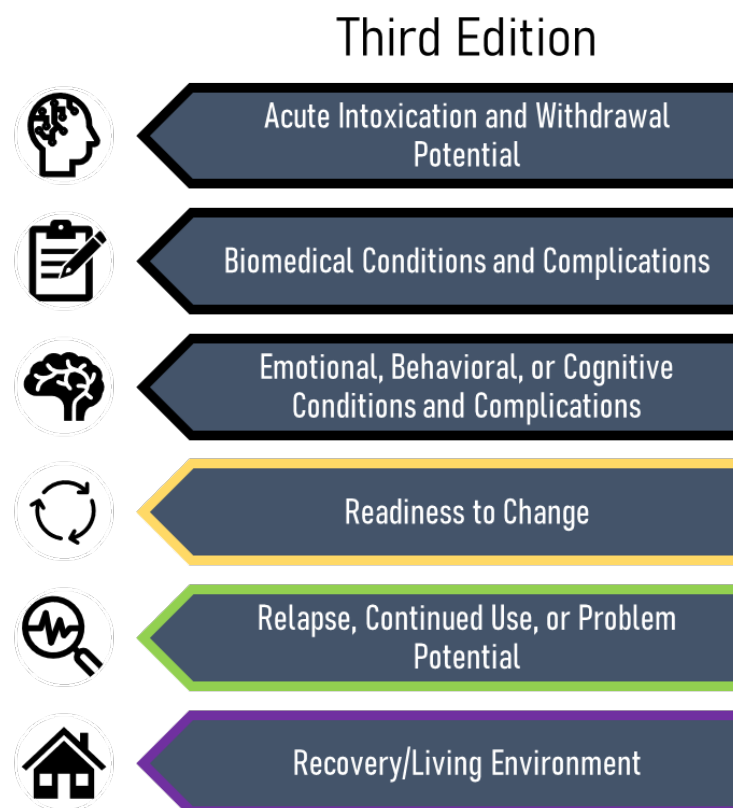 Third Edition
Acute Intoxication and Withdrawal
Potential
Biomedical Conditions and Complications
Emotional, Behavioral, or Cognitive
Conditions and Complications
Readiness to Change
Relapse, Continued Use, or Problem
Potential
Recovery/Living Environment